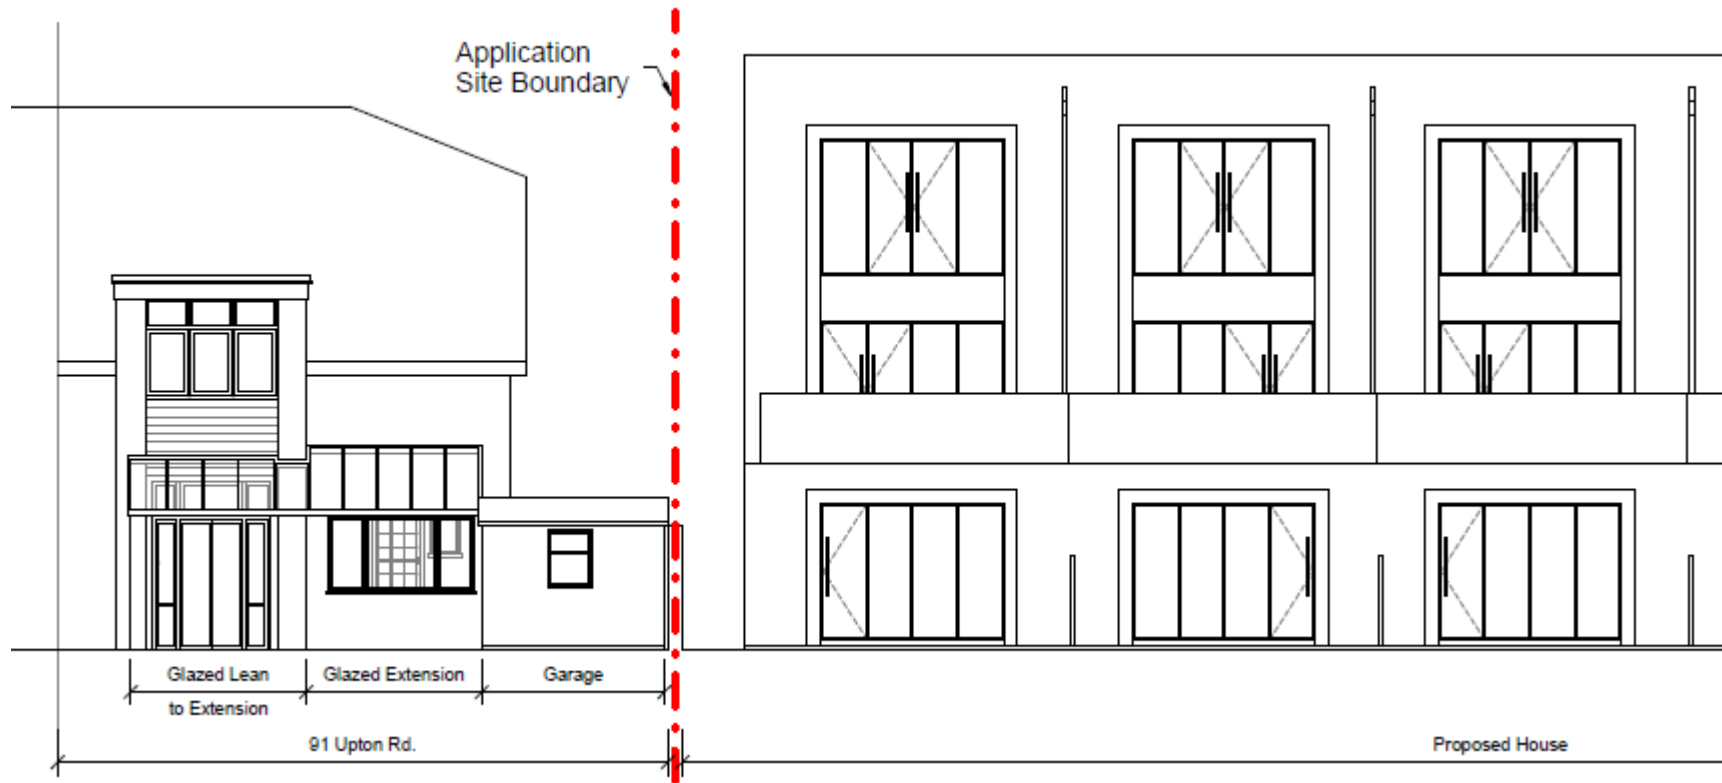 Application
Site Boundary
Glazed Lean
to Extension
Glazed Extension
Garage
91 Upton Rd.
Proposed House